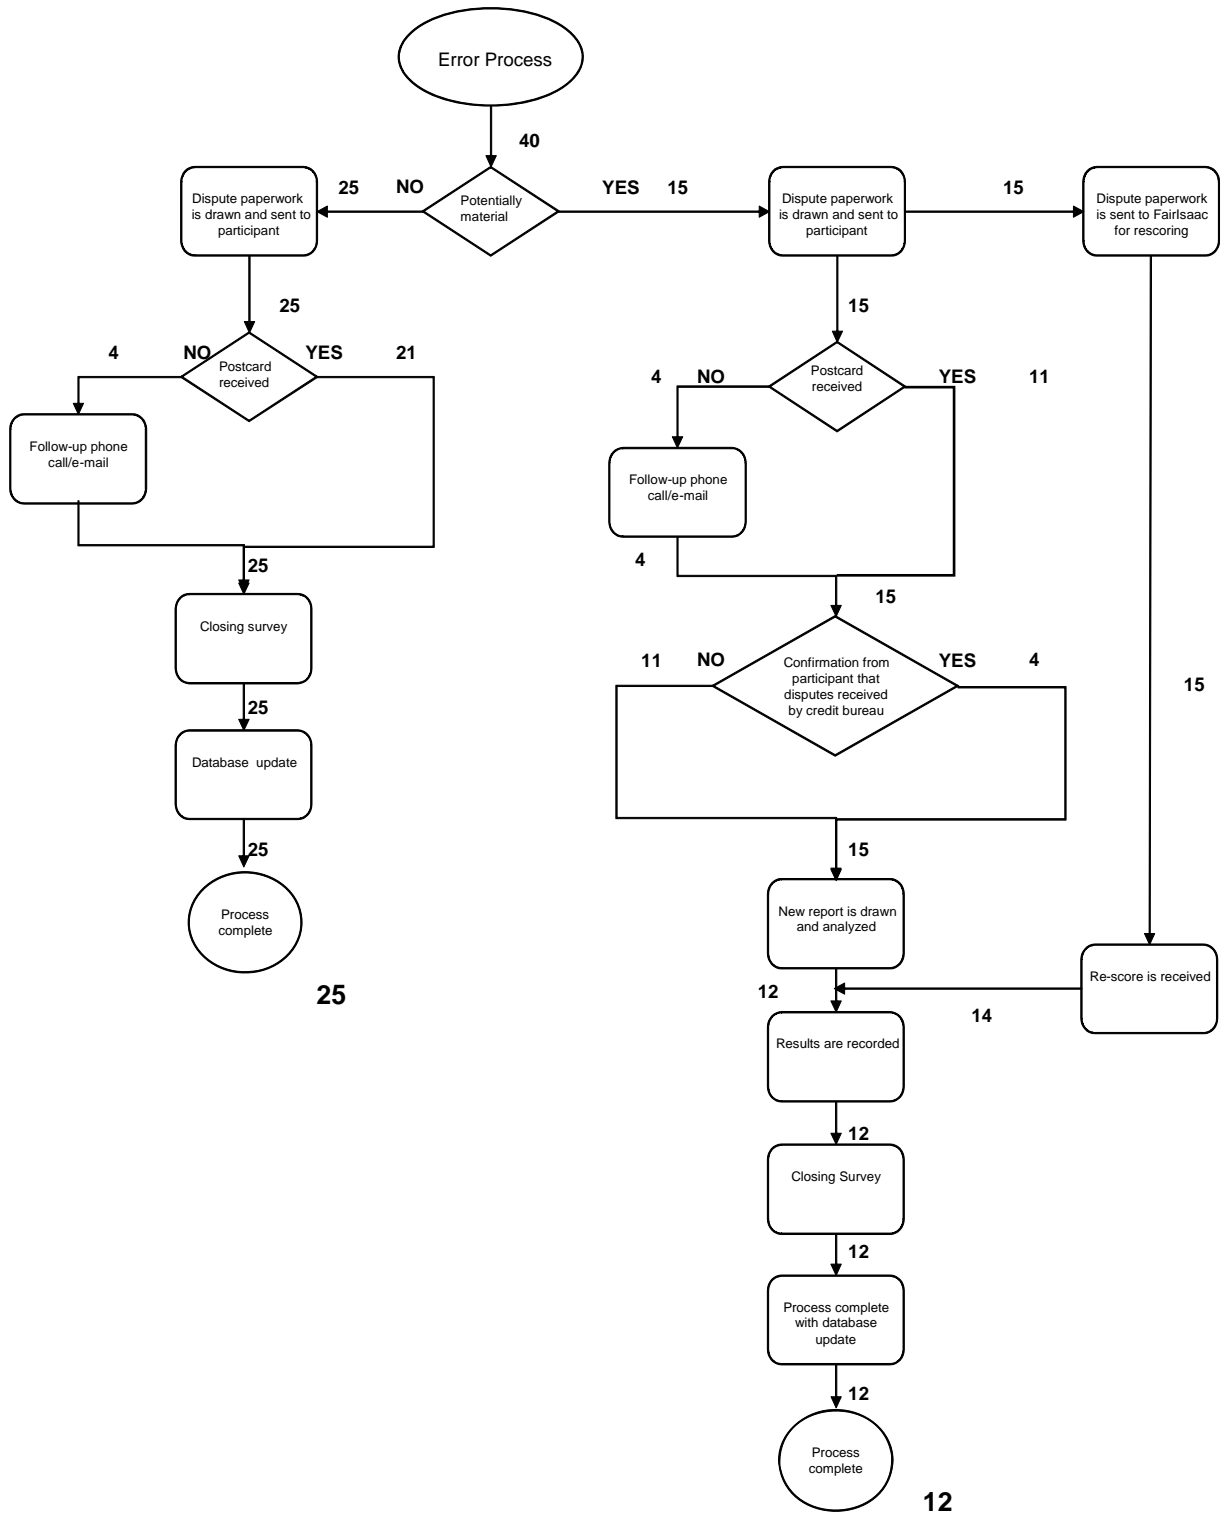 Error Process
40
25 NO
YES 15
15
Dispute paperwork
is drawn and sent to
participant
Potentially
material
Dispute paperwork
is drawn and sent to
participant
Dispute paperwork
is sent to FairIsaac
for rescoring
25
15
4 NO YES 21
Postcard
received
4 NO YES 11
Postcard
received
Follow-up phone
call/e-mail
Follow-up phone
call/e-mail
4
25
15
Closing survey
11 NO YES 4
Confirmation from
participant that
disputes received
by credit bureau
15
25
Database  update
25
15
Process
complete
25
New report is drawn
and analyzed
Re-score is received
12
14
Results are recorded
12
Closing Survey
12
Process complete
with database
update
12
Process
complete
12